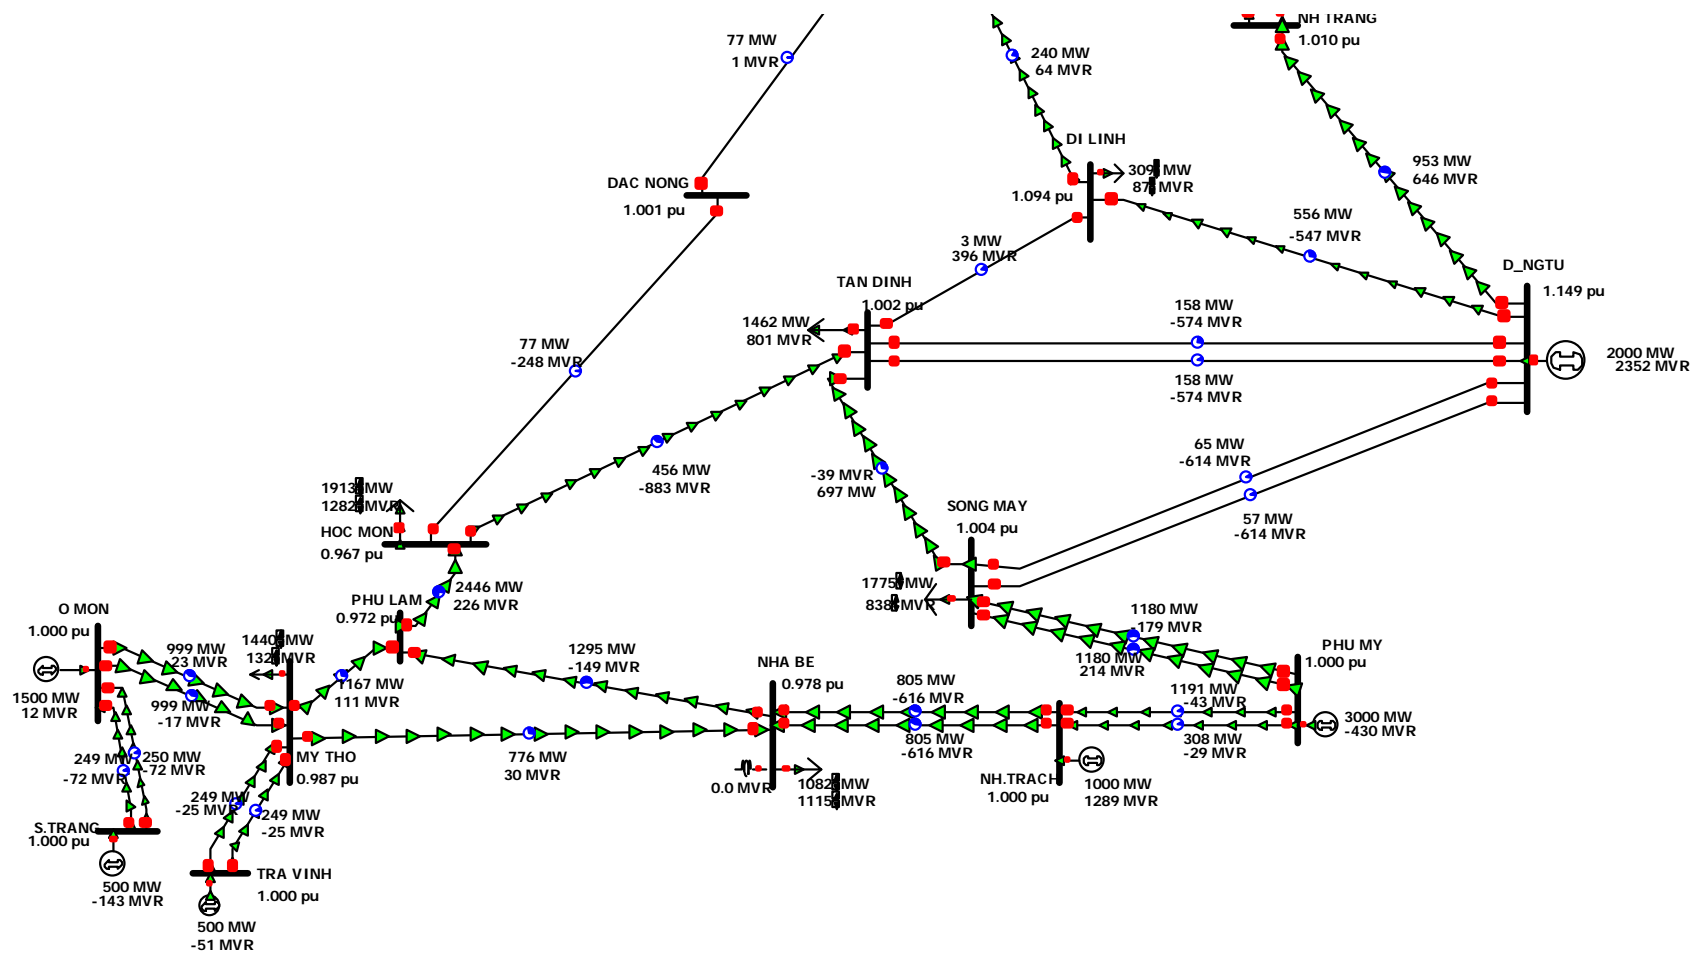 NH TRANG
1.010 pu
77 MW
1 MVR
240 MW
64 MVR
DI LINH
309 MW
87 MVR
1.094 pu
953 MW
646 MVR
DAC NONG
1.001 pu
556 MW
-547 MVR
3 MW
396 MVR
D_NGTU
1.149 pu
TAN DINH
1.002 pu
1462 MW
801 MVR
158 MW
-574 MVR
158 MW
-574 MVR
2000 MW
2352 MVR
77 MW
-248 MVR
456 MW
-883 MVR
-39 MVR
697 MW
65 MW
-614 MVR
57 MW
-614 MVR
1913 MW
1282 MVR
HOC MON
0.967 pu
SONG MAY
1.004 pu
1775 MW
838 MVR
2446 MW
226 MVR
PHU LAM
0.972 pu
O MON
1.000 pu
999 MW
23 MVR
1440 MW
132 MVR
1180 MW
-179 MVR
1180 MW
214 MVR
PHU MY
1.000 pu
1295 MW
-149 MVR
NHA BE
0.978 pu
805 MW
-616 MVR
1191 MW
-43 MVR
1167 MW
111 MVR
1500 MW
12 MVR
999 MW
-17 MVR
3000 MW
-430 MVR
805 MW
-616 MVR
308 MW
-29 MVR
776 MW
30 MVR
MY THO
0.987 pu
249 MW
-72 MVR
250 MW
-72 MVR
0.0 MVR
1082 MW
1115 MVR
NH.TRACH
1.000 pu
1000 MW
1289 MVR
249 MW
-25 MVR
249 MW
-25 MVR
S.TRANG
1.000 pu
TRA VINH
1.000 pu
500 MW
-143 MVR
500 MW
-51 MVR